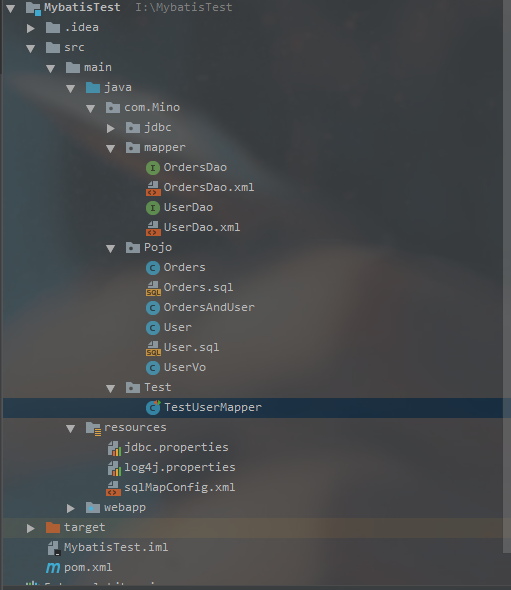 MybatisTest I:\MybatisTest
.idea
src
main
java
com.Mino
jdbc
mapper
OrdersDao
OrdersDao.xml
UserDao
UserDao.xml
Pojo
Orders
Orders.sql
OrdersAndUser
User
User.sql
UserVo
Test
TestUserMapper
resources
jdbc.properties
log4j.properties
sqlMapConfig.xml
webapp
target
MybatisTest.iml
pom.xml